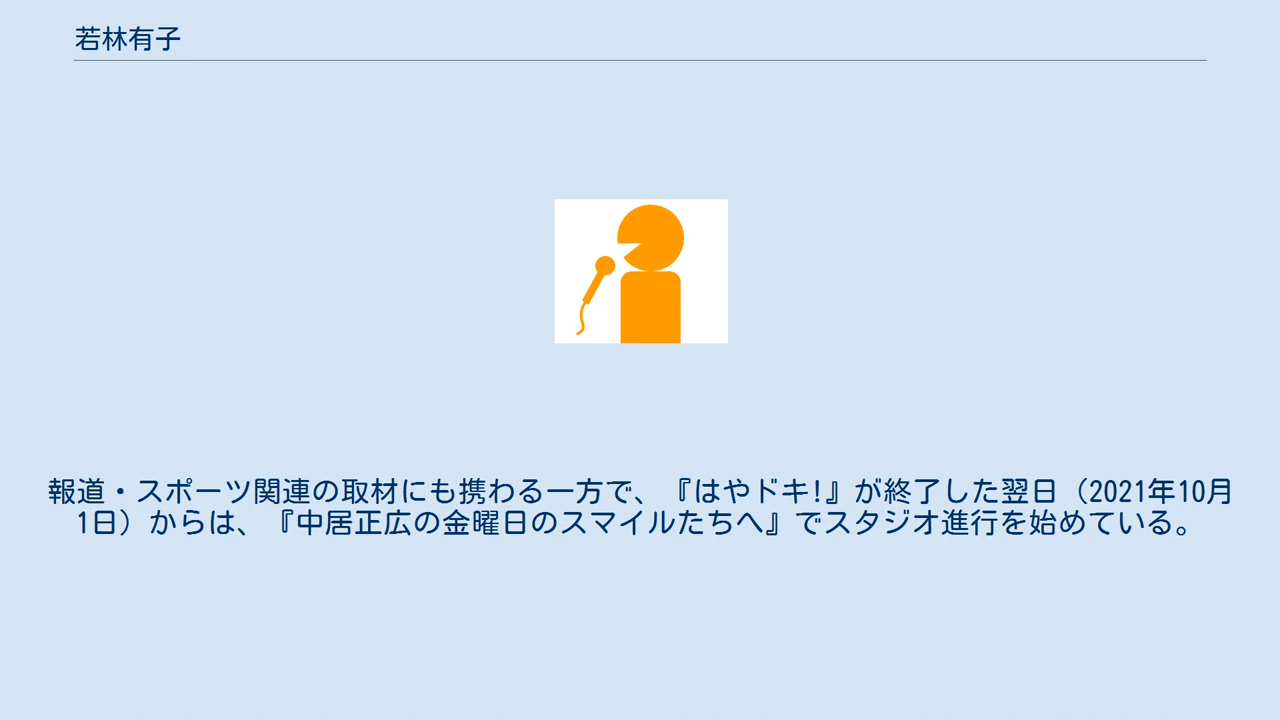 若林有子
報道・スポーツ関連の取材にも携わる一方で、『はやドキ!』が終了した翌日（2021年10月
1日）からは、『中居正広の金曜日のスマイルたちへ』でスタジオ進行を始めている。